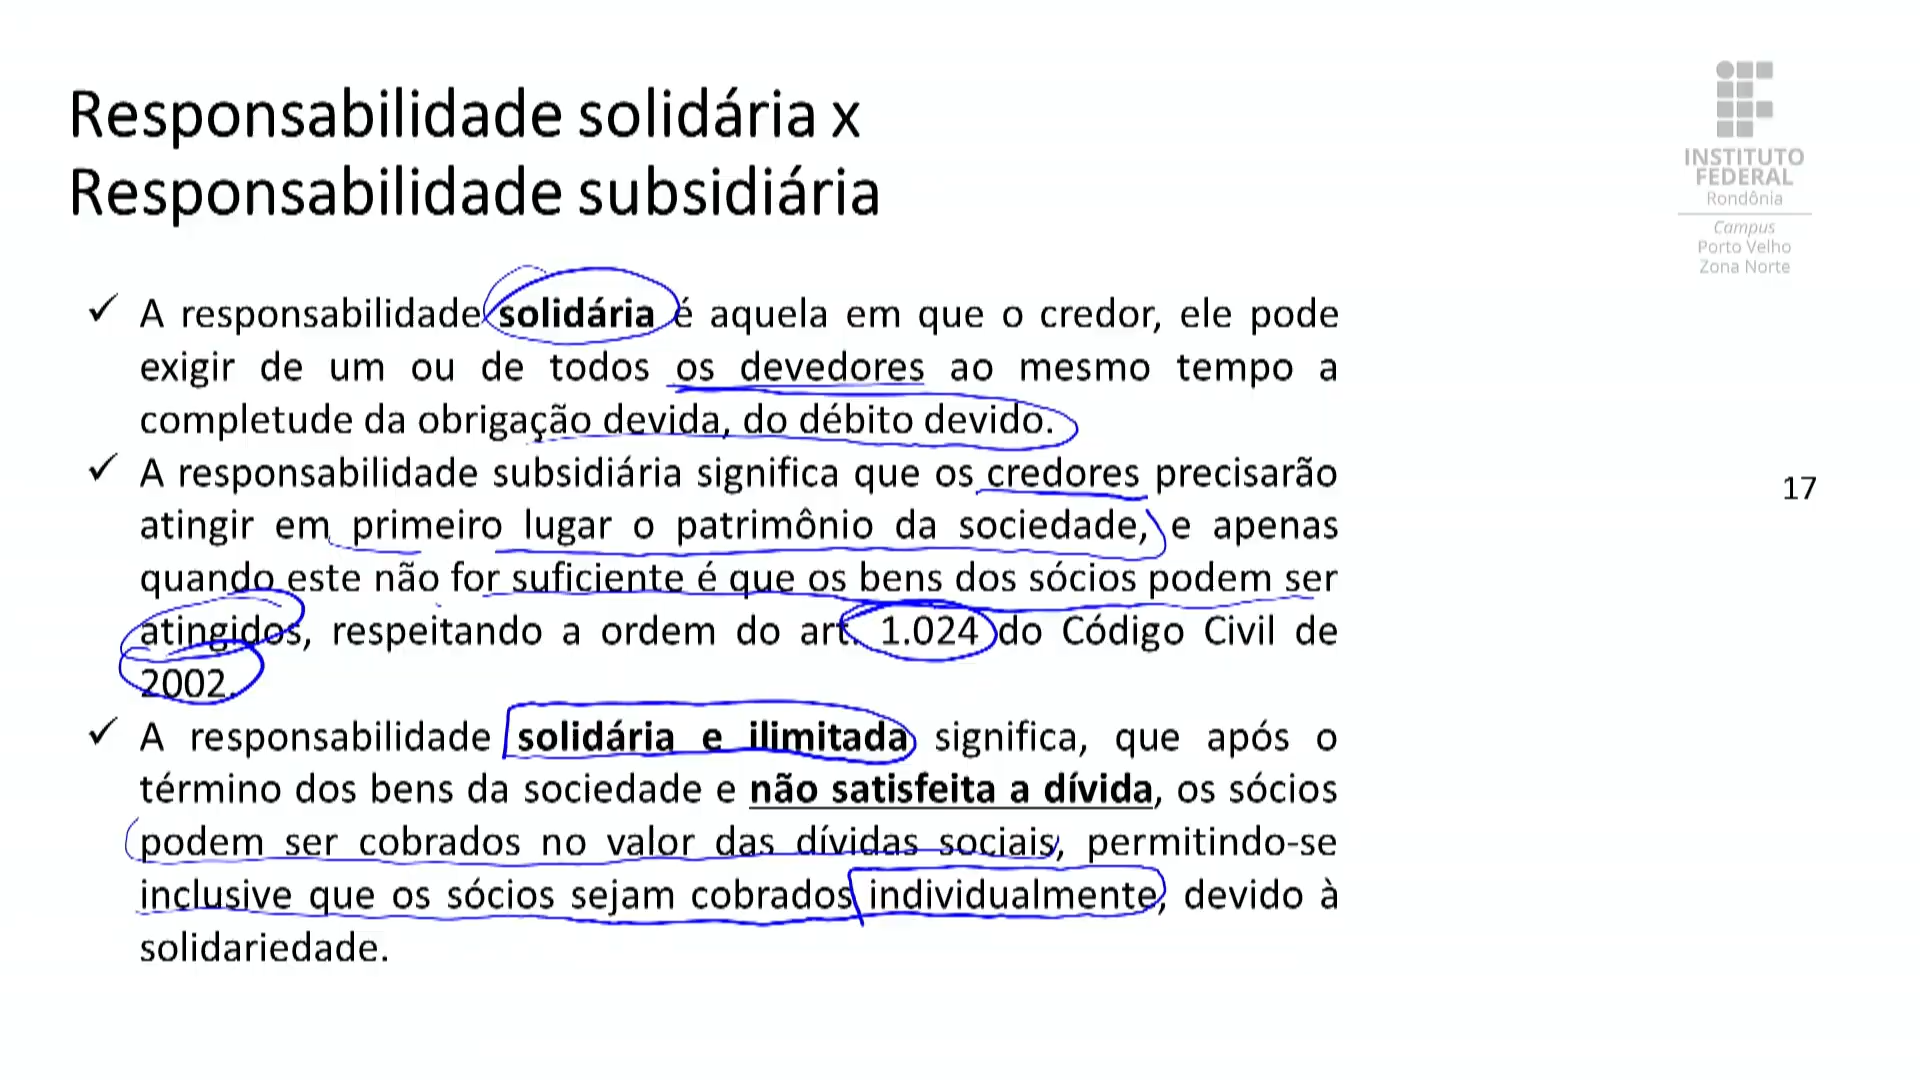 Responsabilidade solidária x
Responsabilidade subsidiária
INSTITUTO
FEDERAL
Rondônia
Campus
Porto Velho
Zona Norte
✓ A responsabilidade solidária é aquela em que o credor, ele pode
exigir de um ou de todos os devedores ao mesmo tempo a
completude da obrigação devida, do débito devido.
✓ A responsabilidade subsidiária significa que os credores precisarão
atingir em primeiro lugar o patrimônio da sociedade, e apenas
quando este não for suficiente é que os bens dos sócios podem ser
atingidos, respeitando a ordem do art. 1.024 do Código Civil de
2002.
✓ A responsabilidade solidária e ilimitada significa, que após o
término dos bens da sociedade e não satisfeita a dívida, os sócios
podem ser cobrados no valor das dívidas sociais, permitindo-se
inclusive que os sócios sejam cobrados individualmente, devido à
solidariedade.
17